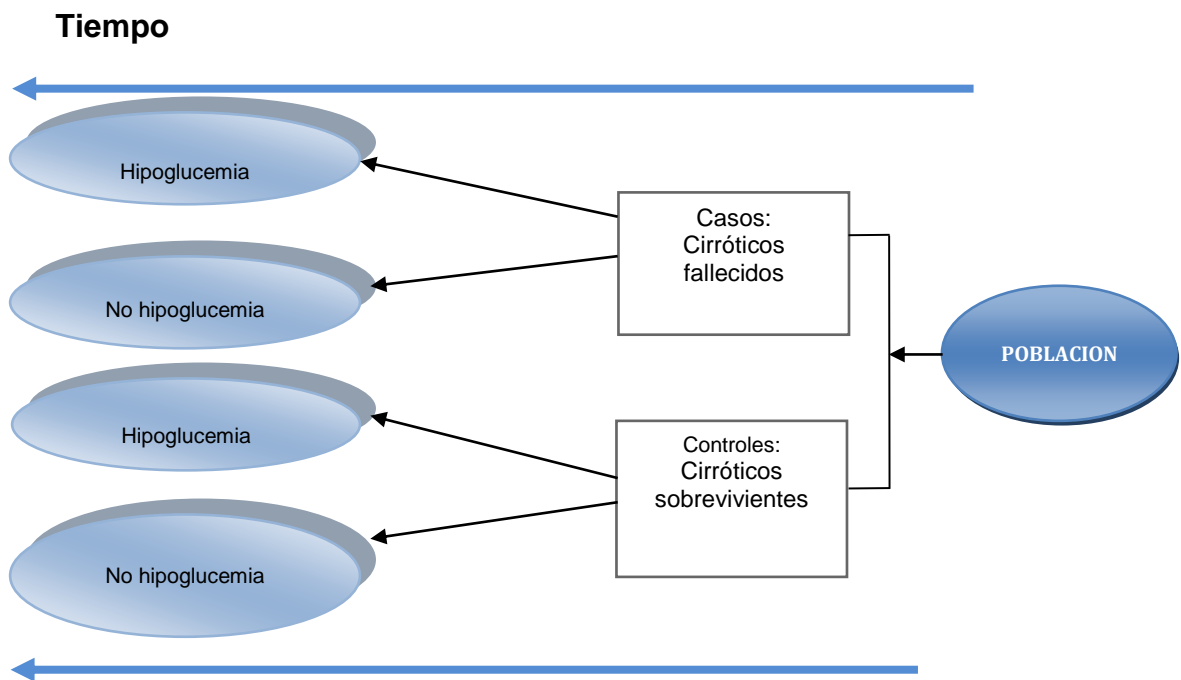 Tiempo
Hipoglucemia
No hipoglucemia
Hipoglucemia
No hipoglucemia
Casos:
Cirróticos
fallecidos
Controles:
Cirróticos
sobrevivientes
POBLACION